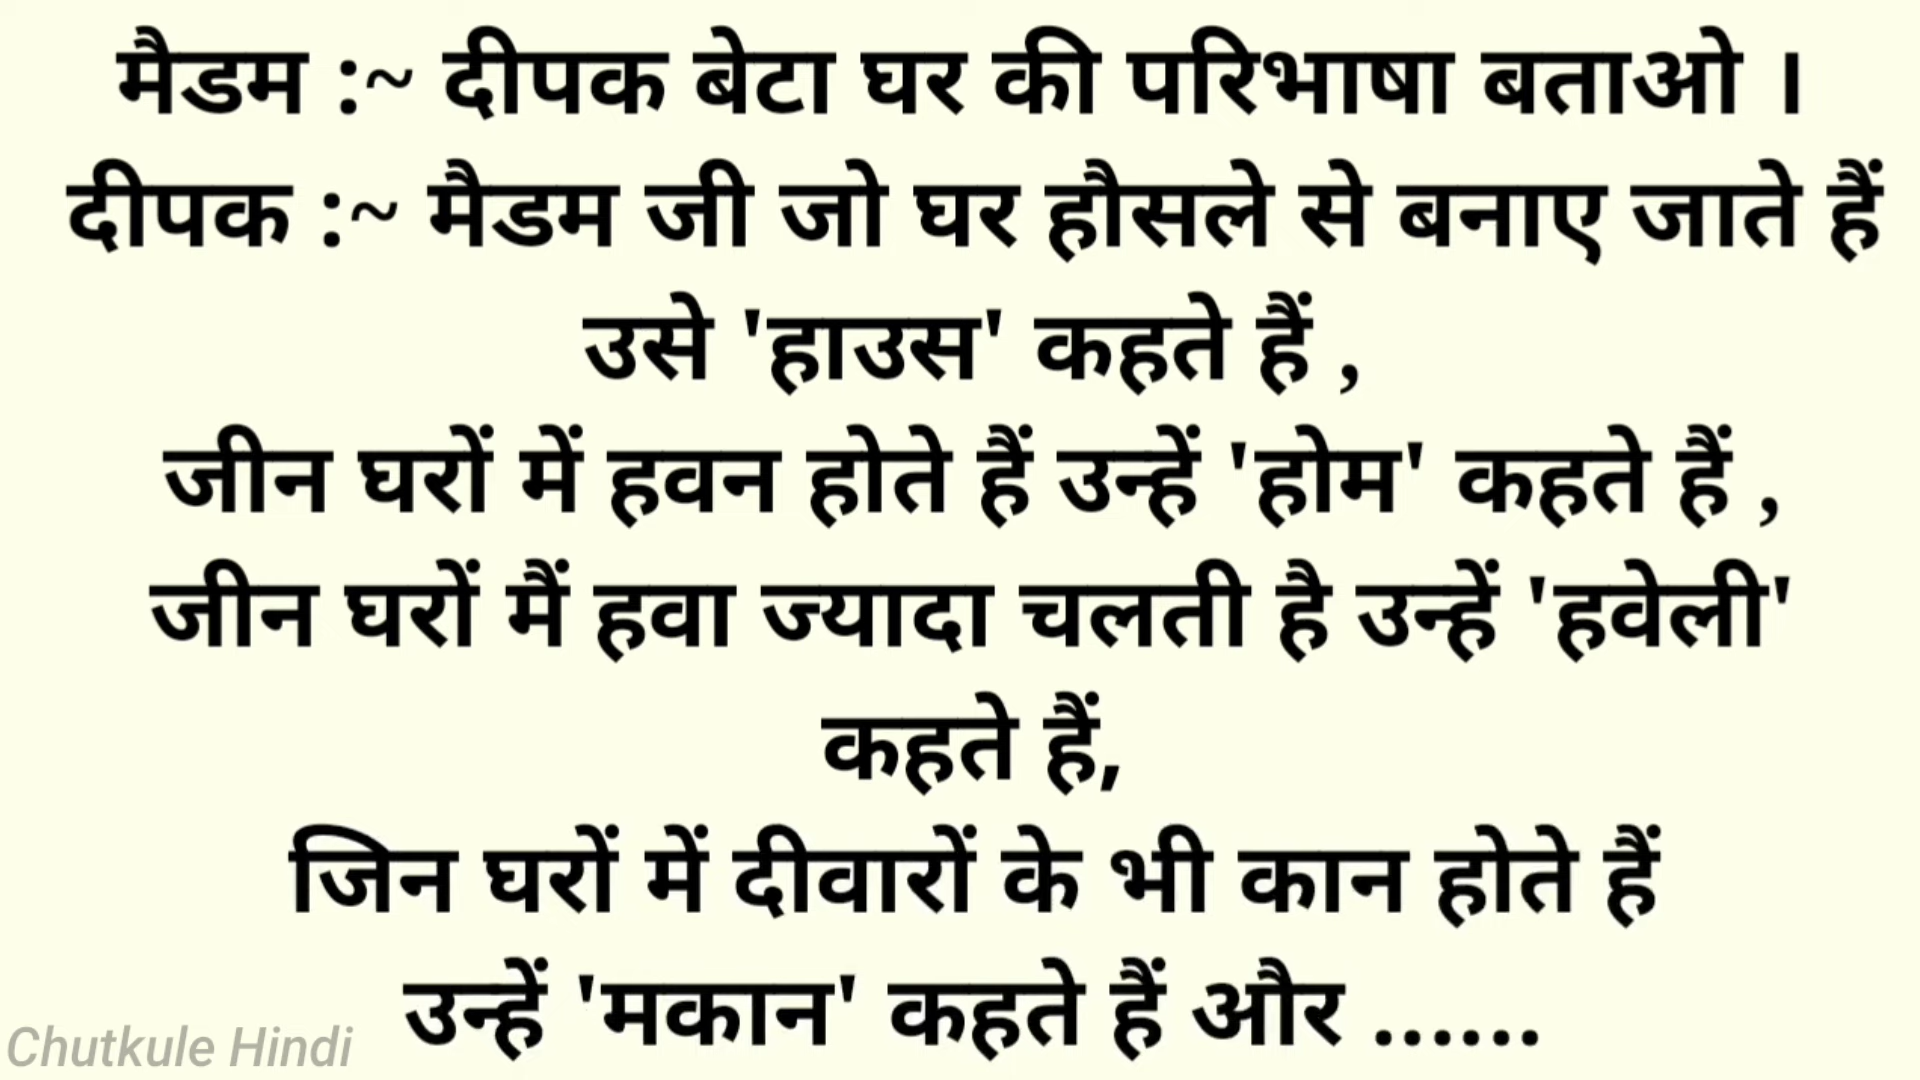 मैडम :~ दीपक बेटा घर की परिभाषा बताओ ।
दीपक :~ मैडम जी जो घर हौसले से बनाए जाते हैं
उसे 'हाउस' कहते हैं ,
जीन घरों में हवन होते हैं उन्हें 'होम' कहते हैं ,
जीन घरों मैं हवा ज्यादा चलती है उन्हें 'हवेली'
कहते हैं,
जिन घरों में दीवारों के भी कान होते हैं
उन्हें 'मकान' कहते हैं और ......
Chutkule Hindi